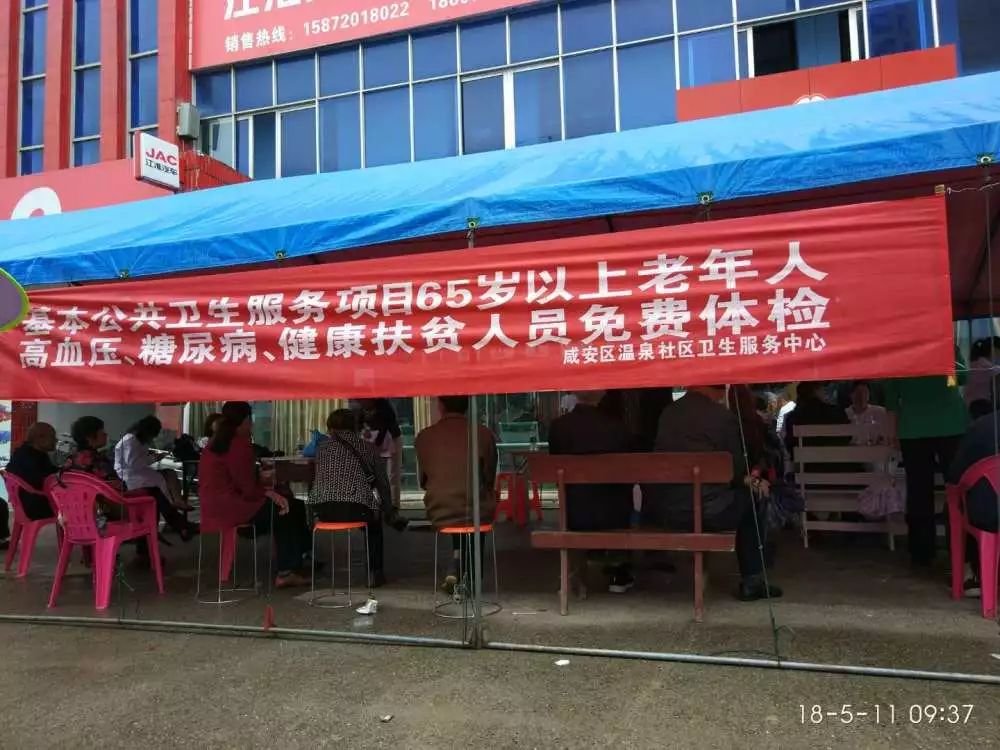 销售热线：15872018022
JAC
江淮汽车
基本公共卫生服务项目65岁以上老年人
高血压、糖尿病、健康扶贫人员免费体检
咸安区温泉社区卫生服务中心
18-5-11 09:37